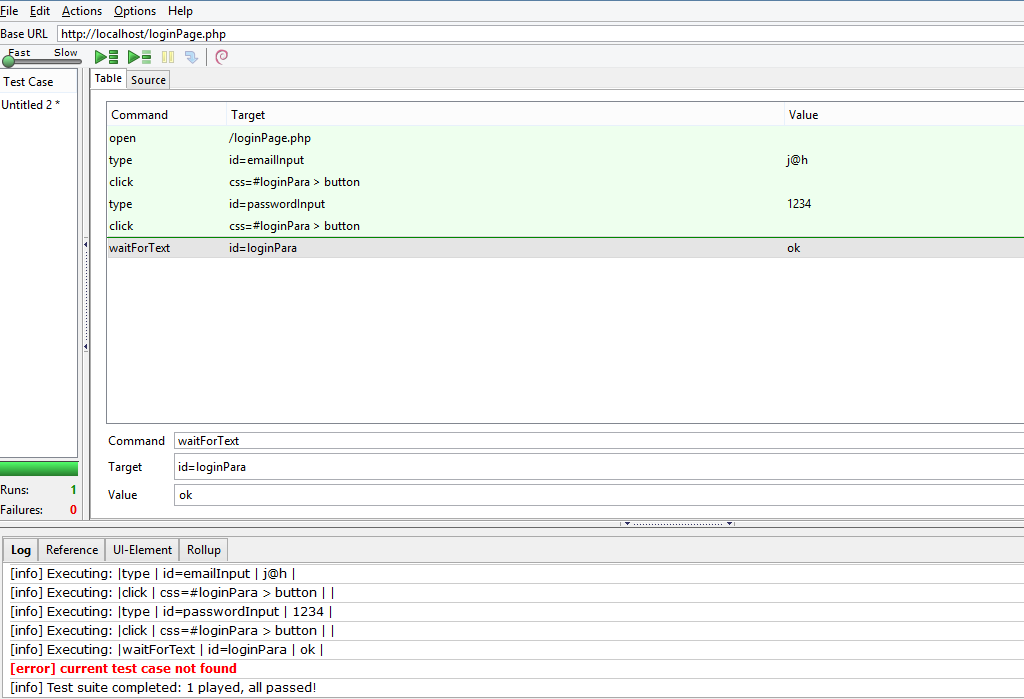 File Edit Actions Options Help
Base URL http://localhost/loginPage.php
Fast Slow
Test Case
Untitled 2 *
Table Source
Command Target Value
open /loginPage.php
type id=emailInput j@h
click css=#loginPara > button
type id=passwordInput 1234
click css=#loginPara > button
waitForText id=loginPara ok
Command waitForText
Target id=loginPara
Value ok
Runs: 1
Failures: 0
Log Reference UI-Element Rollup
[info] Executing: |type | id=emailInput | j@h |
[info] Executing: |click | css=#loginPara > button | |
[info] Executing: |type | id=passwordInput | 1234 |
[info] Executing: |click | css=#loginPara > button | |
[info] Executing: |waitForText | id=loginPara | ok |
[error] current test case not found
[info] Test suite completed: 1 played, all passed!